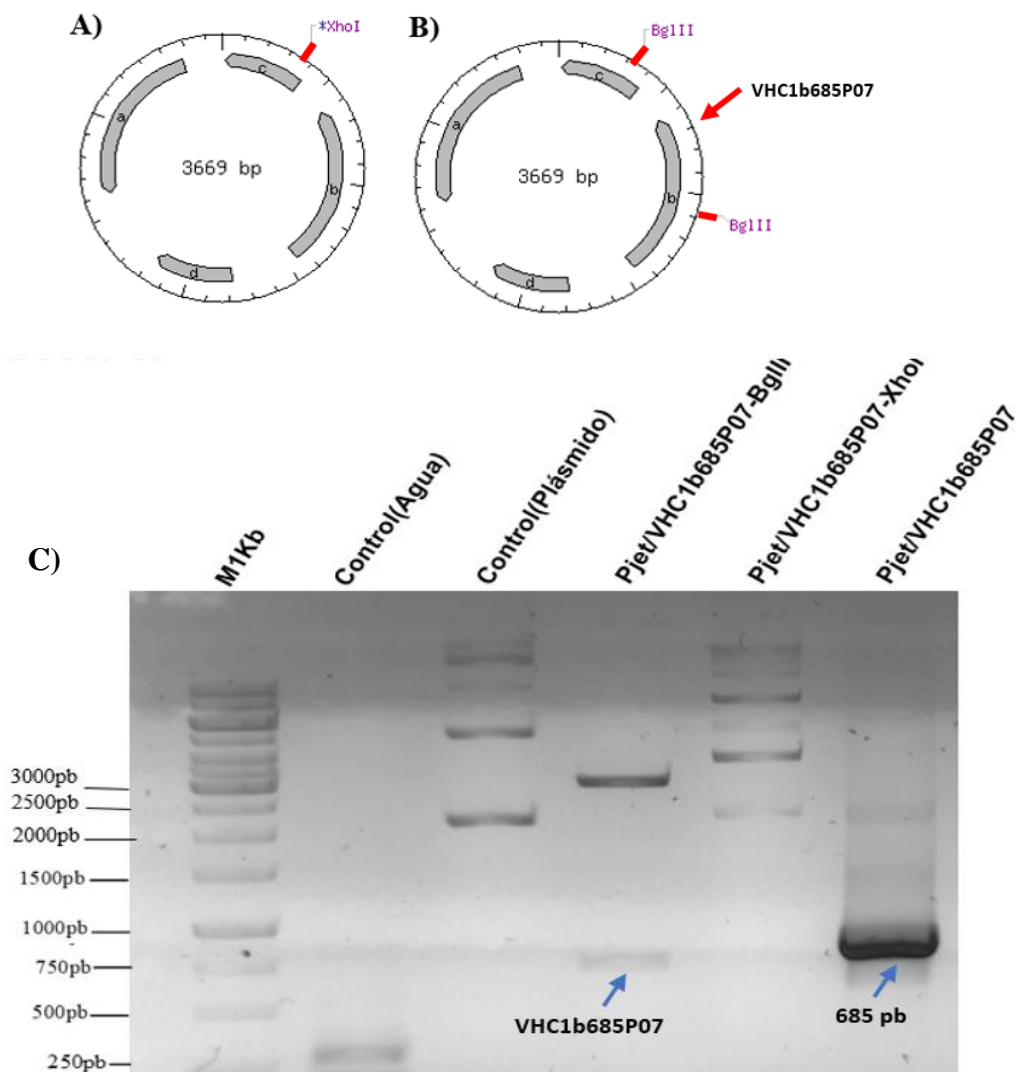 A)
*XhoI
c
a
b
d
3669 bp
B)
BglII
VHC1b685P07
c
a
b
d
3669 bp
BglII
C)
M1Kb
Control(Agua)
Control(Plásmido)
Pjet/VHC1b685P07-BglII
Pjet/VHC1b685P07-XhoI
Pjet/VHC1b685P07
3000pb
2500pb
2000pb
1500pb
1000pb
750pb
500pb
250pb
VHC1b685P07
685 pb